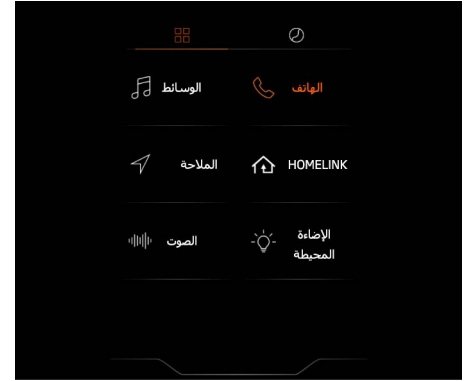 الهاتف
الوسائط
HOMELINK
الملاحة
الإضاءة
المحيطة
الصوت